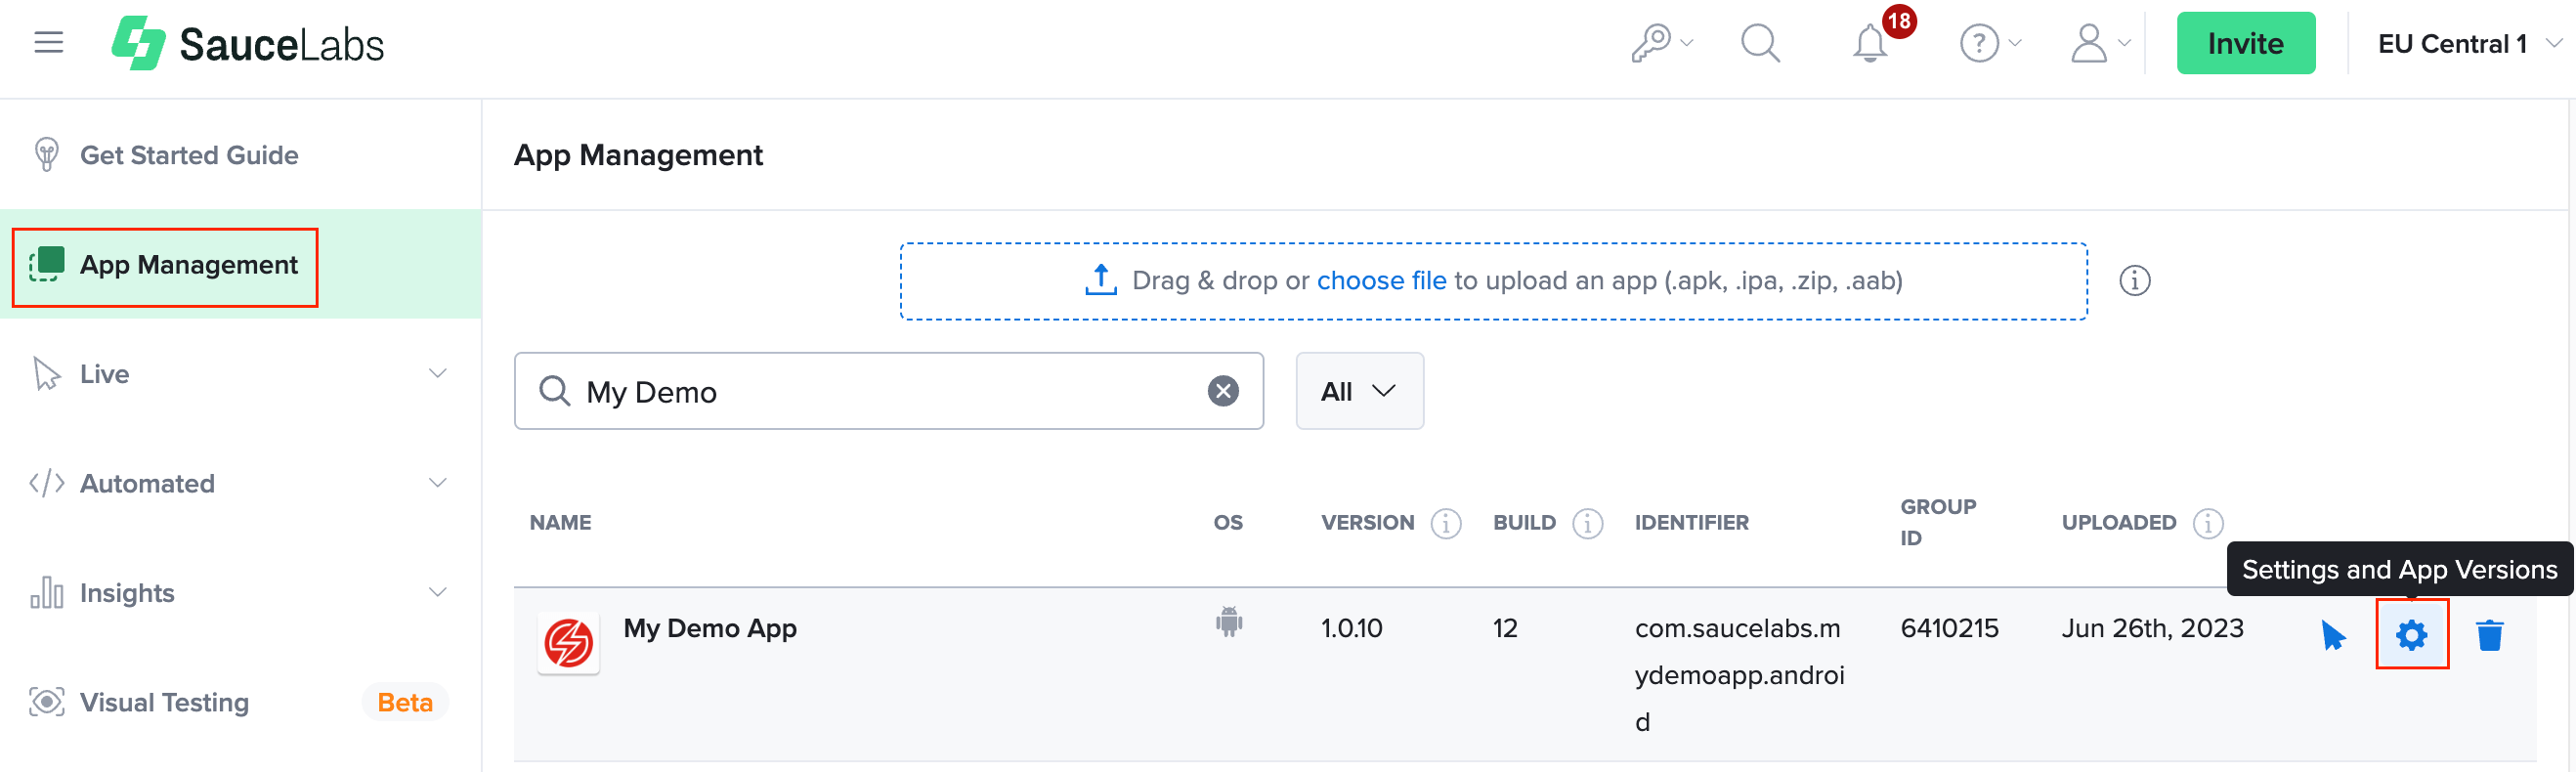 SauceLabs
18
Invite
EU Central 1
Get Started Guide
App Management
Live
Automated
Insights
Visual Testing Beta
App Management
Drag & drop or choose file to upload an app (.apk, .ipa, .zip, .aab)
My Demo
All
NAME OS VERSION BUILD IDENTIFIER GROUP ID UPLOADED
Settings and App Versions
My Demo App 1.0.10 12 com.saucelabs.m 6410215 Jun 26th, 2023
ydemoapp.androi
d